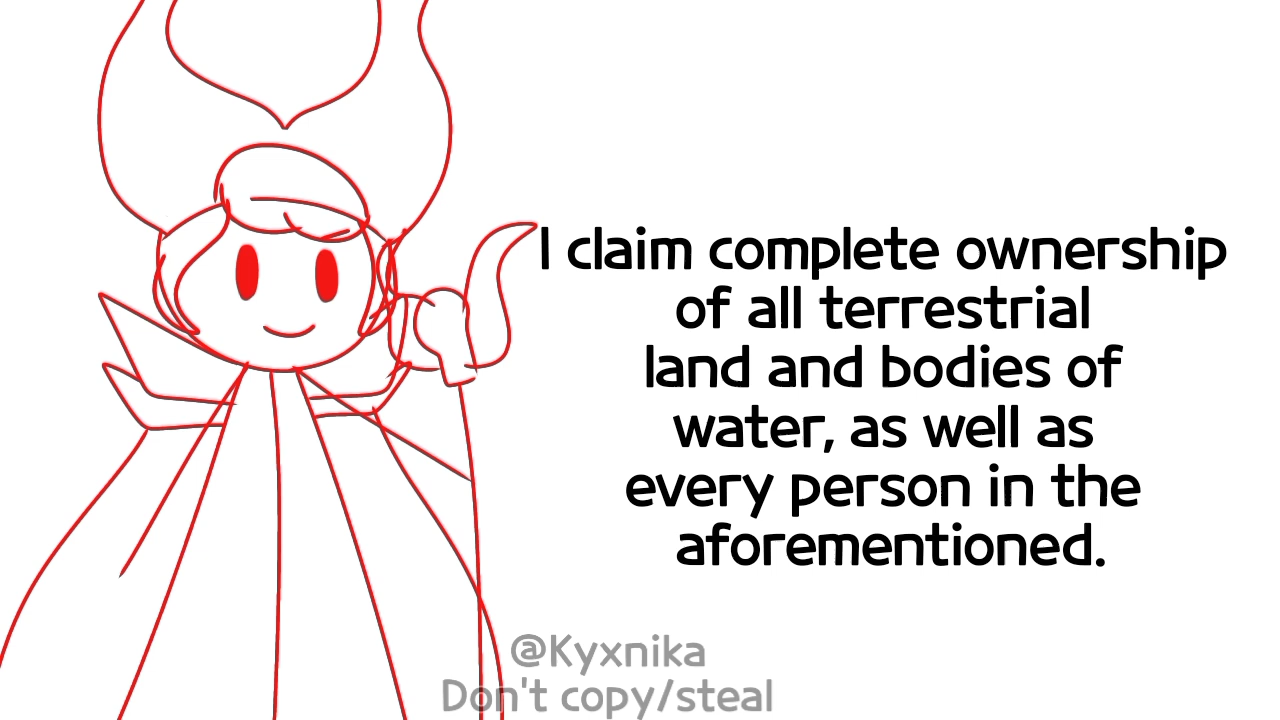 I claim complete ownership
of all terrestrial
land and bodies of
water, as well as
every person in the
aforementioned.
@Kyxnika
Don't copy/steal